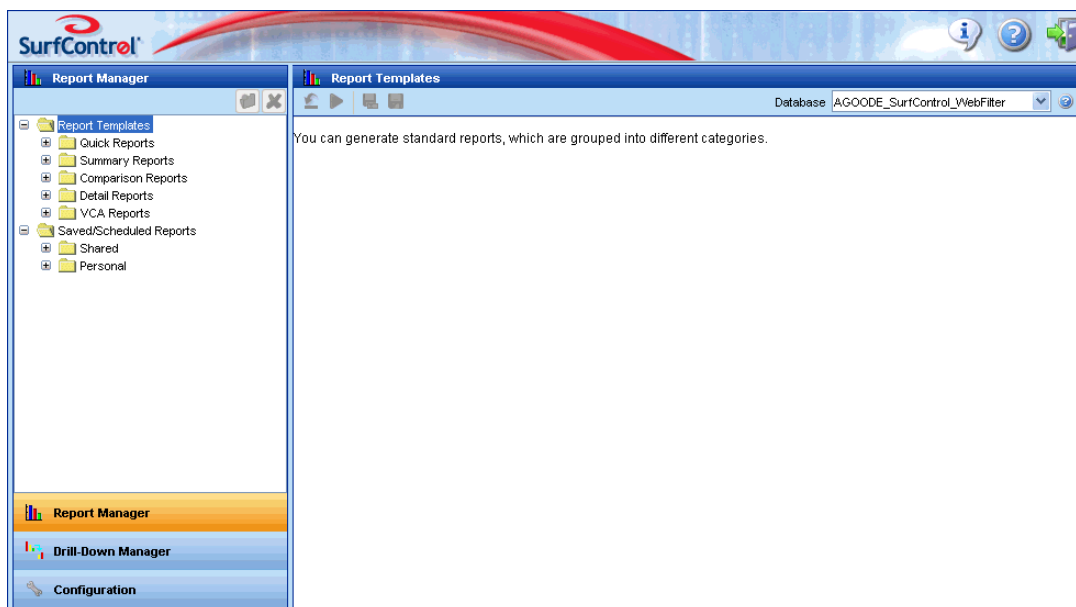 SurfControl
Report Manager
Report Templates
Database AGOODE_SurfControl_WebFilter
Report Templates
Quick Reports
Summary Reports
Comparison Reports
Detail Reports
VCA Reports
Saved/Scheduled Reports
Shared
Personal
You can generate standard reports, which are grouped into different categories.
Report Manager
Drill-Down Manager
Configuration